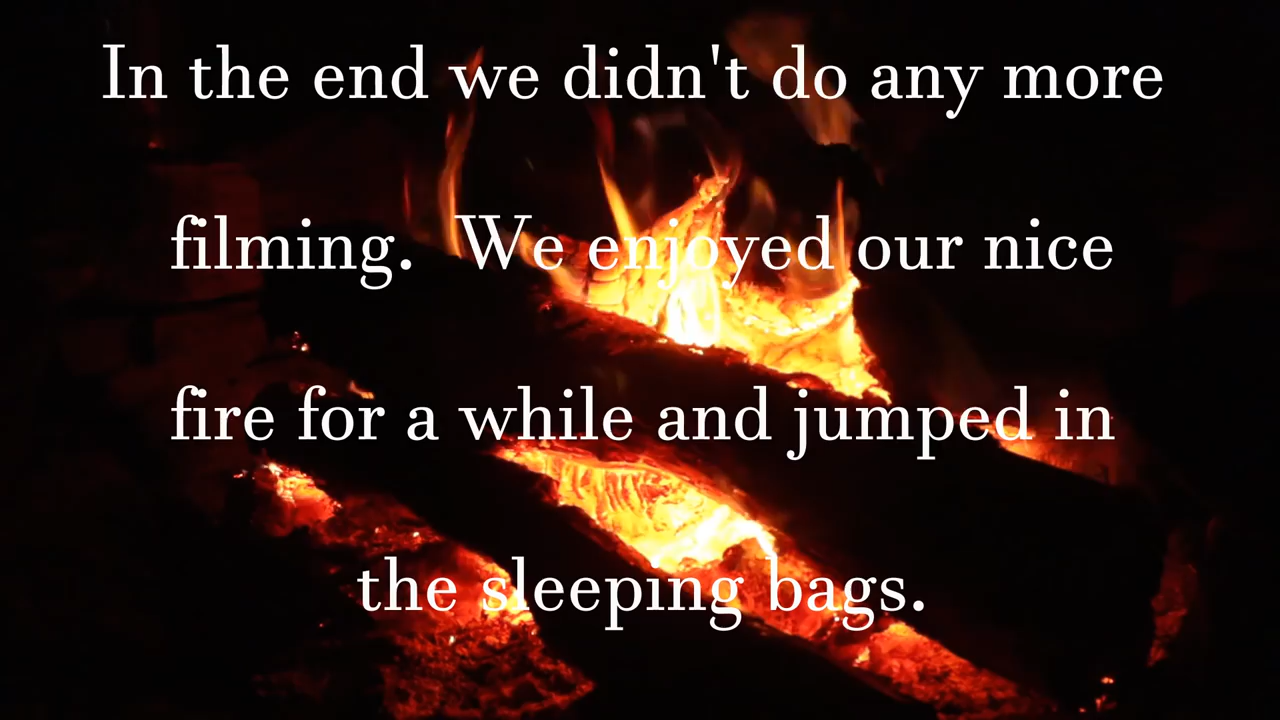 In the end we didn't do any more
filming.  We enjoyed our nice
fire for a while and jumped in
the sleeping bags.